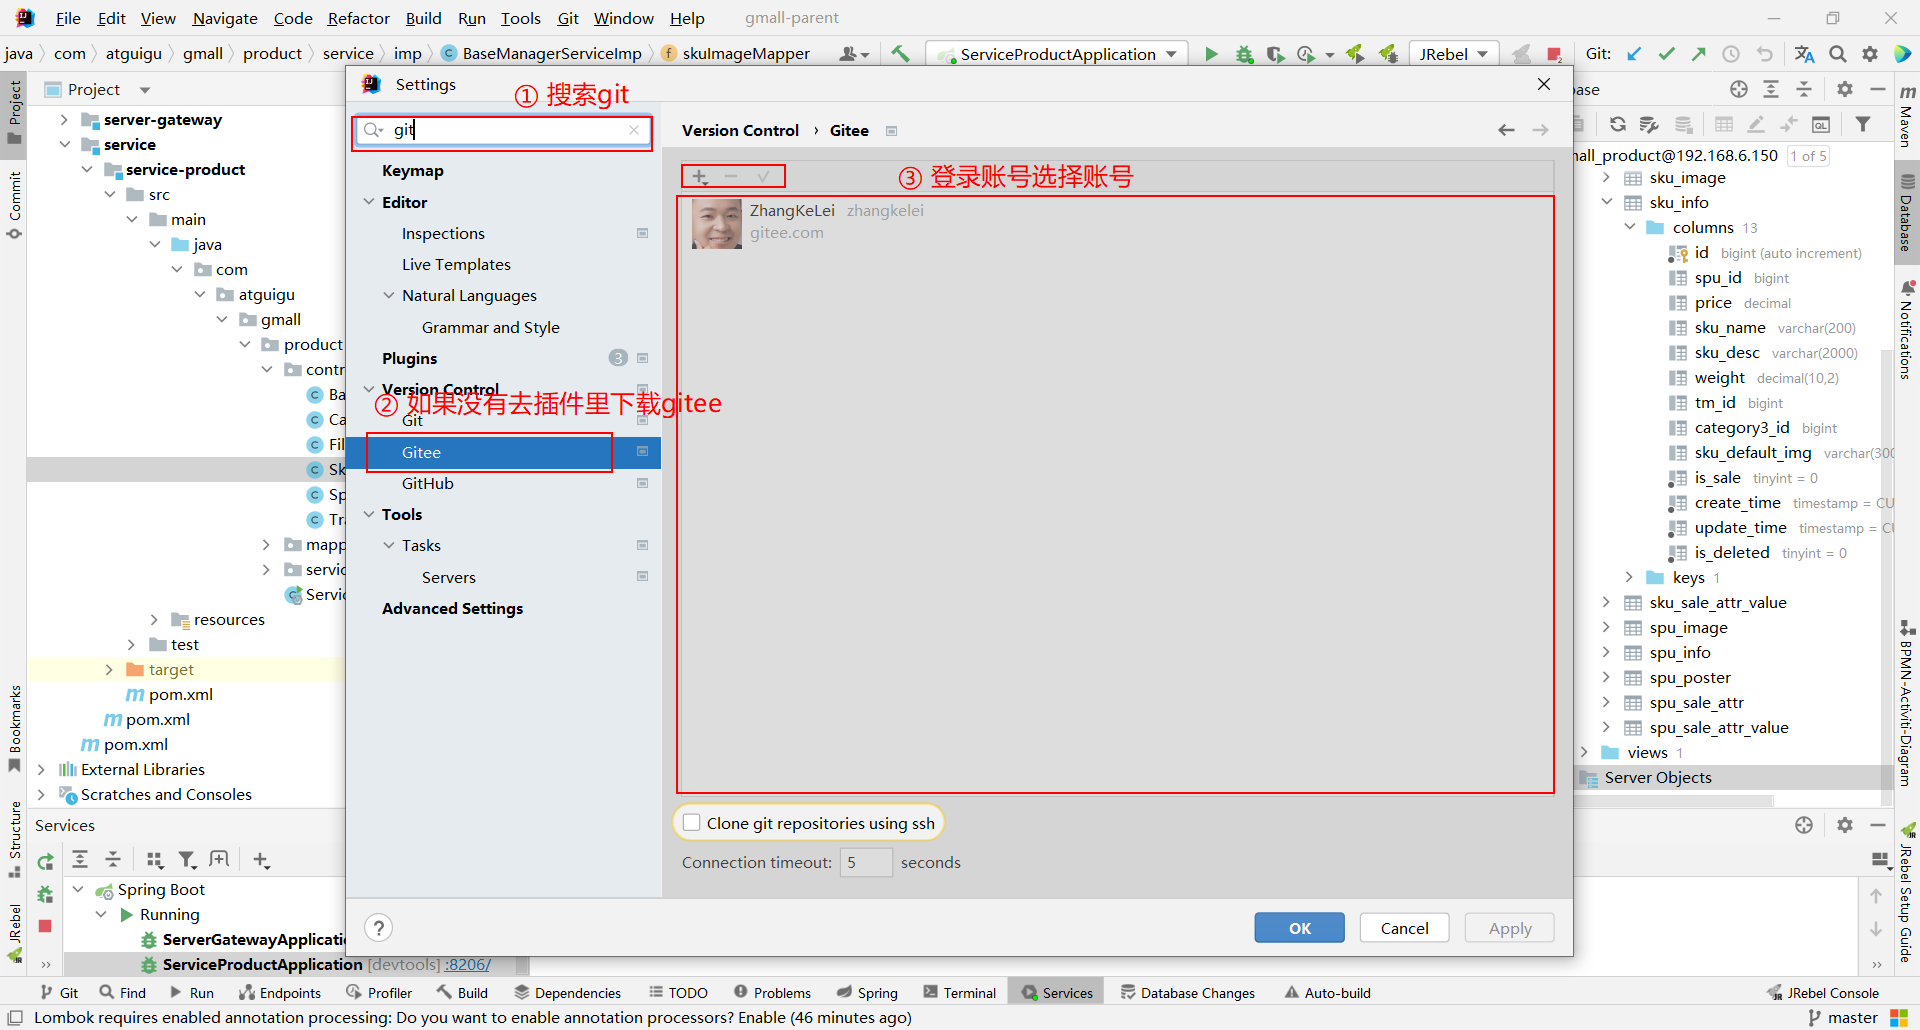 File Edit View Navigate Code Refactor Build Run Tools Git Window Help gmall-parent
java com atguigu gmall product service imp BaseManagerServiceImp skuImageMapper ServiceProductApplication JRebel Git:
Project
server-gateway
service
service-product
src
main
java
com
atguigu
gmall
product
contr
Ba
Ca
Fil
Sk
Sp
Tra
mapp
servic
Servic
resources
test
target
pom.xml
pom.xml
pom.xml
External Libraries
Scratches and Consoles
Project
Commit
Bookmarks
Structure
JRebel
Settings
① 搜索git
git
Keymap
Editor
Inspections
Live Templates
Natural Languages
Grammar and Style
Plugins 3
Version Control
② 如果没有去插件里下载gitee
Git
Gitee
GitHub
Tools
Tasks
Servers
Advanced Settings
Version Control › Gitee
③ 登录账号选择账号
ZhangKeLei zhangkelei
gitee.com
Clone git repositories using ssh
Connection timeout: 5 seconds
?
OK Cancel Apply
base
QL
mall_product@192.168.6.150 1 of 5
sku_image
sku_info
columns 13
id bigint (auto increment)
spu_id bigint
price decimal
sku_name varchar(200)
sku_desc varchar(2000)
weight decimal(10,2)
tm_id bigint
category3_id bigint
sku_default_img varchar(300
is_sale tinyint = 0
create_time timestamp = CU
update_time timestamp = CU
is_deleted tinyint = 0
keys 1
sku_sale_attr_value
spu_image
spu_info
spu_poster
spu_sale_attr
spu_sale_attr_value
views 1
Server Objects
Maven
Database
Notifications
BPMN-Activiti-Diagram
JRebel Setup Guide
Services
Spring Boot
Running
ServerGatewayApplicatio
ServiceProductApplication [devtools] :8206/
Git Find Run Endpoints Profiler Build Dependencies TODO Problems Spring Terminal Services Database Changes Auto-build JRebel Console
Lombok requires enabled annotation processing: Do you want to enable annotation processors? Enable (46 minutes ago) master